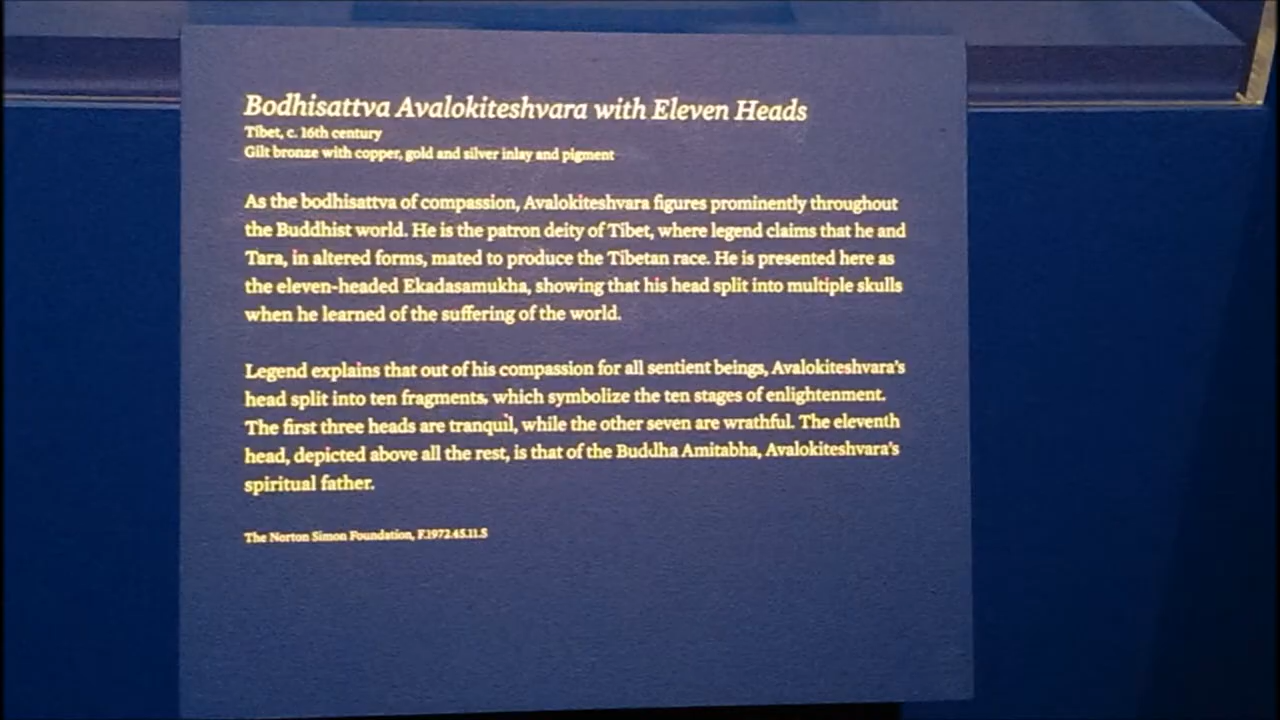 Bodhisattva Avalokiteshvara with Eleven Heads
Tibet, c. 16th century
Gilt bronze with copper, gold and silver inlay and pigment
As the bodhisattva of compassion, Avalokiteshvara figures prominently throughout
the Buddhist world. He is the patron deity of Tibet, where legend claims that he and
Tara, in altered forms, mated to produce the Tibetan race. He is presented here as
the eleven-headed Ekadasamukha, showing that his head split into multiple skulls
when he learned of the suffering of the world.
Legend explains that out of his compassion for all sentient beings, Avalokiteshvara's
head split into ten fragments, which symbolize the ten stages of enlightenment.
The first three heads are tranquil, while the other seven are wrathful. The eleventh
head, depicted above all the rest, is that of the Buddha Amitabha, Avalokiteshvara's
spiritual father.
The Norton Simon Foundation, F.1972.45.11.S